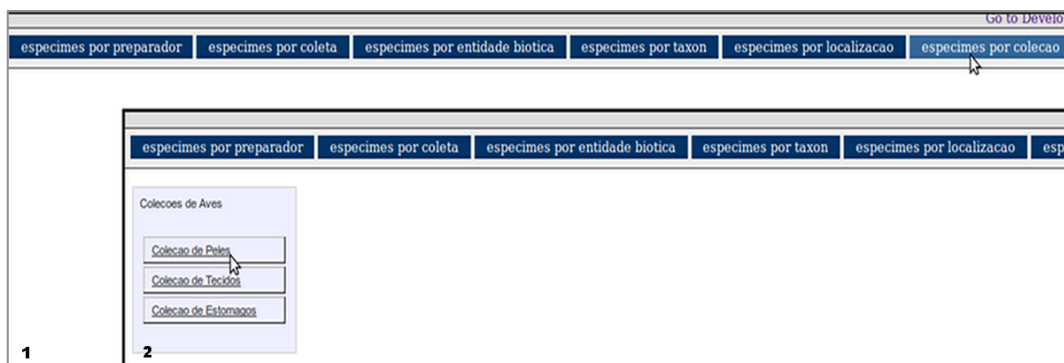 Go to Develo
especimes por preparador especimes por coleta especimes por entidade biotica especimes por taxon especimes por localizacao especimes por colecao
especimes por preparador especimes por coleta especimes por entidade biotica especimes por taxon especimes por localizacao esp
Colecoes de Aves
Colecao de Peles
Colecao de Tecidos
Colecao de Estomagos
1 2